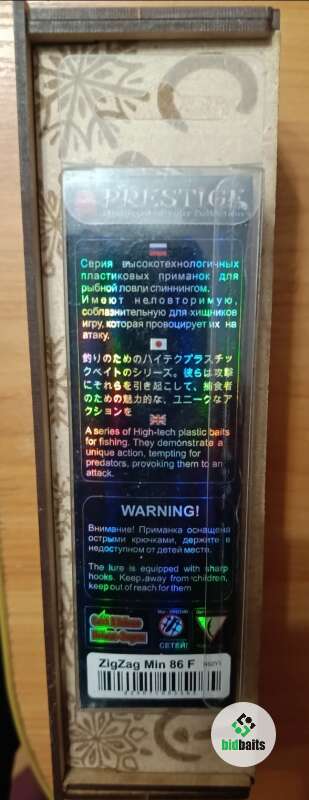 PRESTIGE
Серия высокотехнологичных
пластиковых приманок для
рыбной ловли спиннингом.
Имеют неповторимую,
соблазнительную для хищников
игру, которая провоцирует их на
атаку.
釣りのためのハイテクプラスチッ
クベイトのシリーズ。彼らは攻撃
にそれらを引き起こして、捕食者
のための魅力的な、ユニークなア
クションを
A series of High-tech plastic baits
for fishing. They demonstrate a
unique action, tempting for
predators, provoking them to an
attack.
WARNING!
Внимание! Приманка оснащена
острыми крючками, держите в
недоступном от детей месте.
The lure is equipped with sharp
hooks. Keep away from children,
keep out of reach for them
СЕТЕЙ!
ZigZag Min 86 F
bidbaits